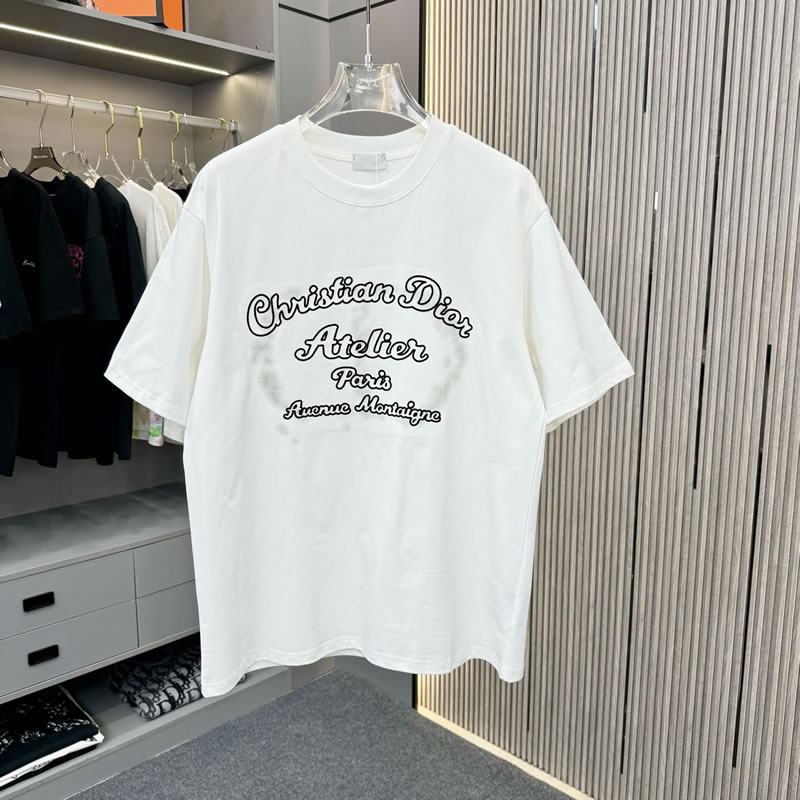 Christian Dior
Atelier
Paris
Avenue Montaigne